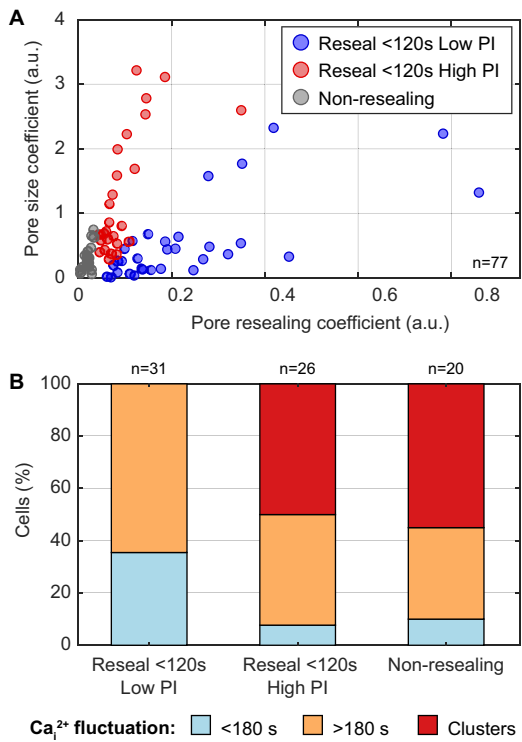 A
4
3
2
1
0
Pore size coefficient (a.u.)
Reseal <120s Low PI
Reseal <120s High PI
Non-resealing
n=77
0
0.2
0.4
0.6
0.8
Pore resealing coefficient (a.u.)
B
n=31
n=26
n=20
100
80
60
40
20
0
Cells (%)
Reseal <120s
Low PI
Reseal <120s
High PI
Non-resealing
Caᵢ²⁺ fluctuation: <180 s >180 s Clusters